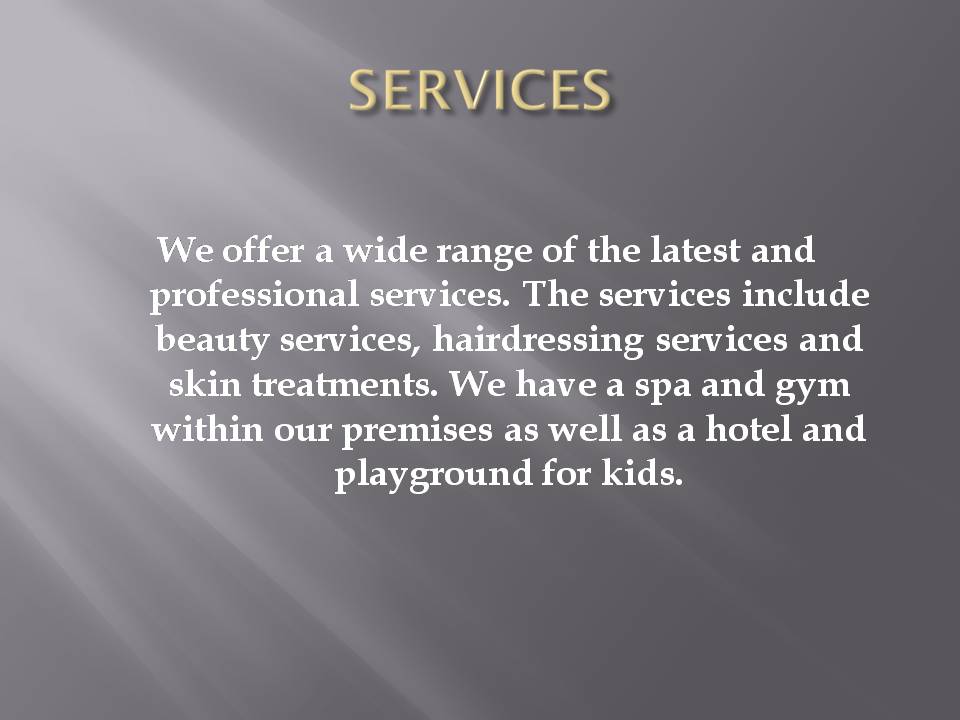 SERVICES
We offer a wide range of the latest and
professional services. The services include
beauty services, hairdressing services and
skin treatments. We have a spa and gym
within our premises as well as a hotel and
playground for kids.